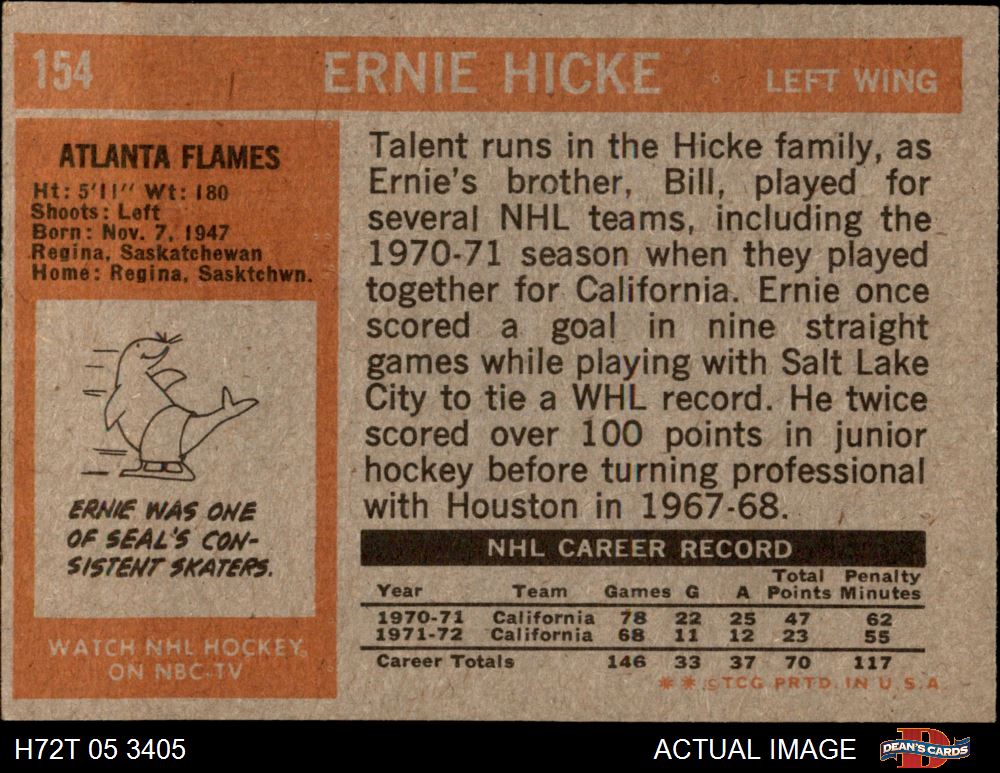 154 ERNIE HICKE LEFT WING
ATLANTA FLAMES
Ht: 5'11" Wt: 180
Shoots: Left
Born: Nov. 7, 1947
Regina, Saskatchewan
Home: Regina, Sasktchwn.
ERNIE WAS ONE
OF SEAL'S CON-
SISTENT SKATERS.
WATCH NHL HOCKEY
ON NBC-TV
Talent runs in the Hicke family, as
Ernie's brother, Bill, played for
several NHL teams, including the
1970-71 season when they played
together for California. Ernie once
scored a goal in nine straight
games while playing with Salt Lake
City to tie a WHL record. He twice
scored over 100 points in junior
hockey before turning professional
with Houston in 1967-68.
NHL CAREER RECORD
Total Penalty
Year Team Games G A Points Minutes
1970-71 California 78 22 25 47 62
1971-72 California 68 11 12 23 55
Career Totals 146 33 37 70 117
** ©TCG PRTD. IN U.S.A.
H72T 05 3405 ACTUAL IMAGE DEAN'S CARDS